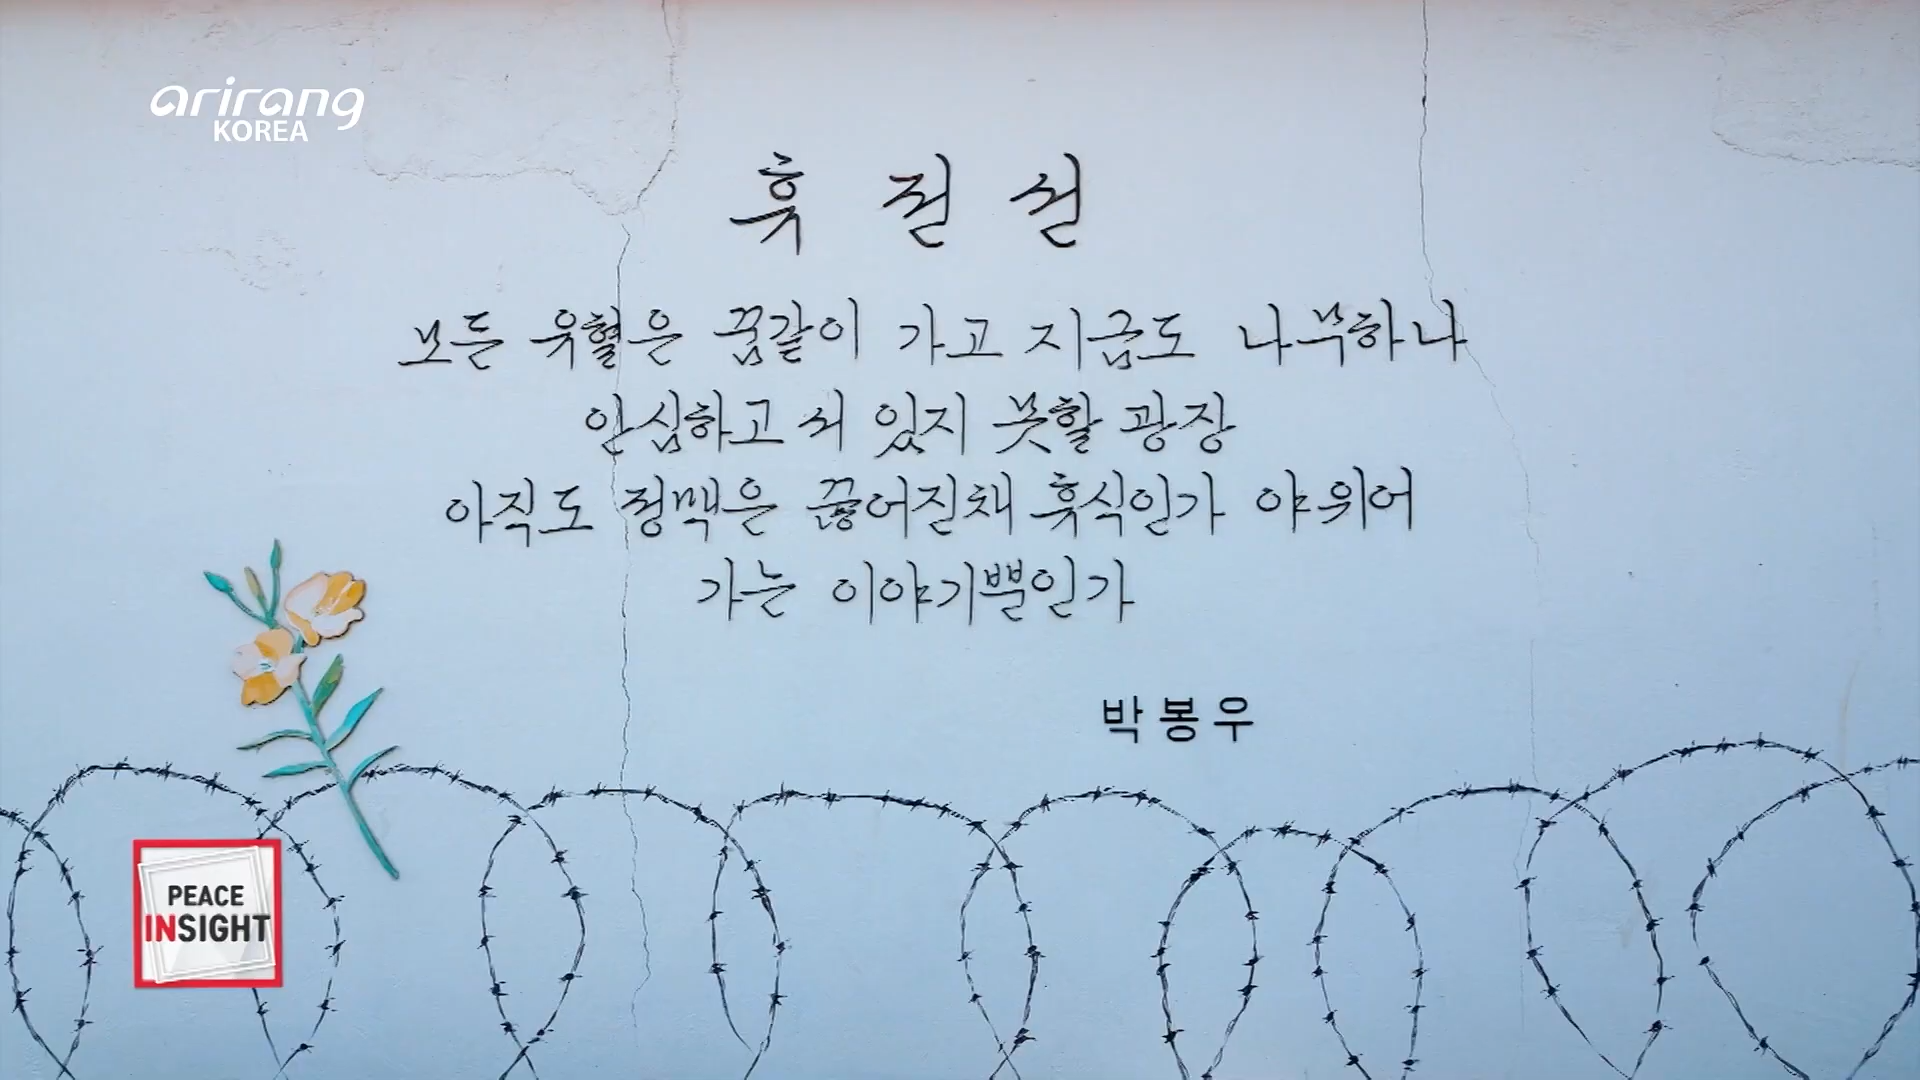 arirang
KOREA
휴 전 선
모든 유혈은 꿈같이 가고 지금도 나무하나
안심하고 서 있지 못할 광장
아직도 정맥은 끊어진채 휴식인가 야위어
가는 이야기뿐인가
박봉우
PEACE
INSIGHT